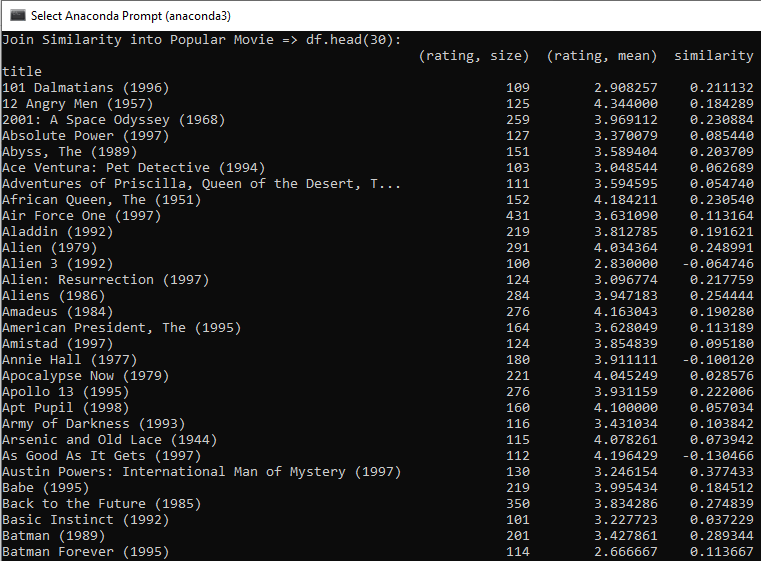 Select Anaconda Prompt (anaconda3)
Join Similarity into Popular Movie => df.head(30):
(rating, size) (rating, mean) similarity
title
101 Dalmatians (1996) 109 2.908257 0.211132
12 Angry Men (1957) 125 4.344000 0.184289
2001: A Space Odyssey (1968) 259 3.969112 0.230884
Absolute Power (1997) 127 3.370079 0.085440
Abyss, The (1989) 151 3.589404 0.203709
Ace Ventura: Pet Detective (1994) 103 3.048544 0.062689
Adventures of Priscilla, Queen of the Desert, T... 111 3.594595 0.054740
African Queen, The (1951) 152 4.184211 0.230540
Air Force One (1997) 431 3.631090 0.113164
Aladdin (1992) 219 3.812785 0.191621
Alien (1979) 291 4.034364 0.248991
Alien 3 (1992) 100 2.830000 -0.064746
Alien: Resurrection (1997) 124 3.096774 0.217759
Aliens (1986) 284 3.947183 0.254444
Amadeus (1984) 276 4.163043 0.190280
American President, The (1995) 164 3.628049 0.113189
Amistad (1997) 124 3.854839 0.095180
Annie Hall (1977) 180 3.911111 -0.100120
Apocalypse Now (1979) 221 4.045249 0.028576
Apollo 13 (1995) 276 3.931159 0.222006
Apt Pupil (1998) 160 4.100000 0.057034
Army of Darkness (1993) 116 3.431034 0.103842
Arsenic and Old Lace (1944) 115 4.078261 0.073942
As Good As It Gets (1997) 112 4.196429 -0.130466
Austin Powers: International Man of Mystery (1997) 130 3.246154 0.377433
Babe (1995) 219 3.995434 0.184512
Back to the Future (1985) 350 3.834286 0.274839
Basic Instinct (1992) 101 3.227723 0.037229
Batman (1989) 201 3.427861 0.289344
Batman Forever (1995) 114 2.666667 0.113667